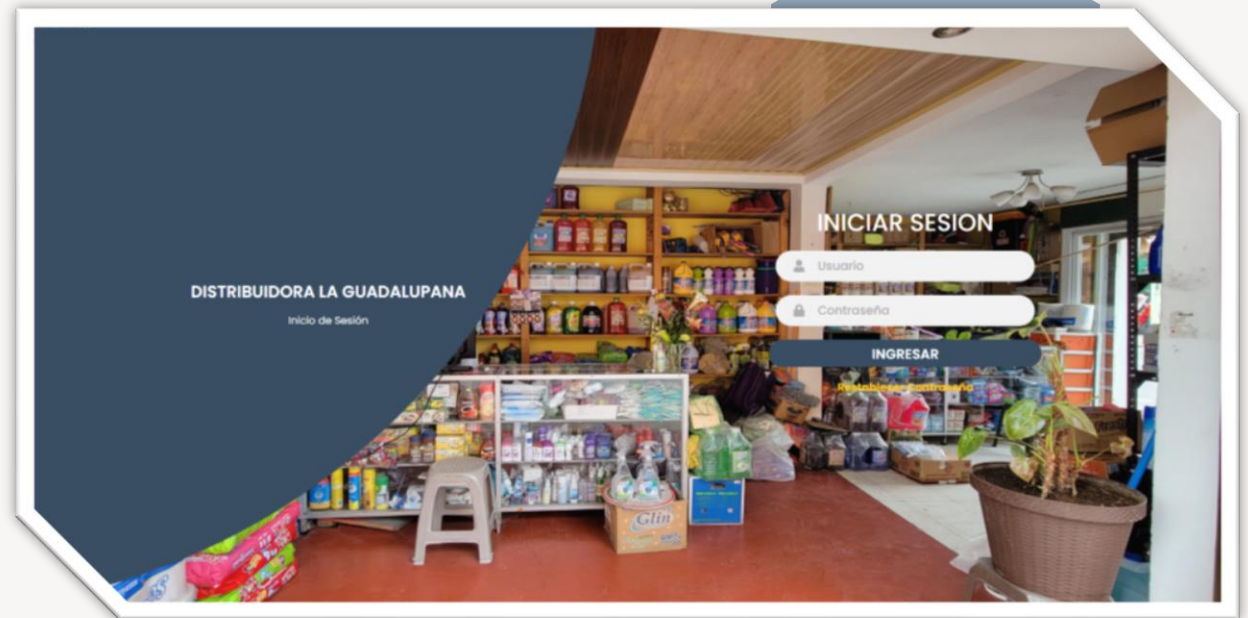 DISTRIBUIDORA LA GUADALUPANA
Inicio de Sesión
INICIAR SESION
Usuario
Contraseña
INGRESAR
Restablecer Contraseña
Glin